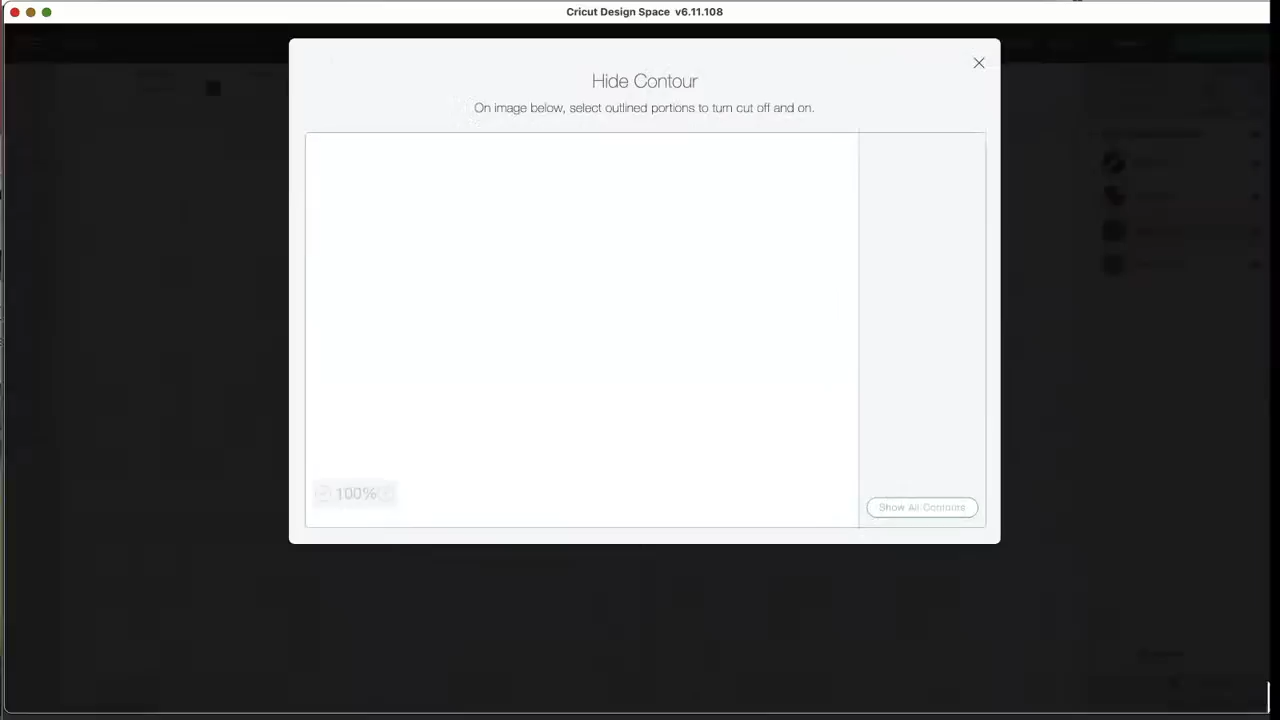 Cricut Design Space v6.11.108
Hide Contour
On image below, select outlined portions to turn cut off and on.
100%
Show All Contours